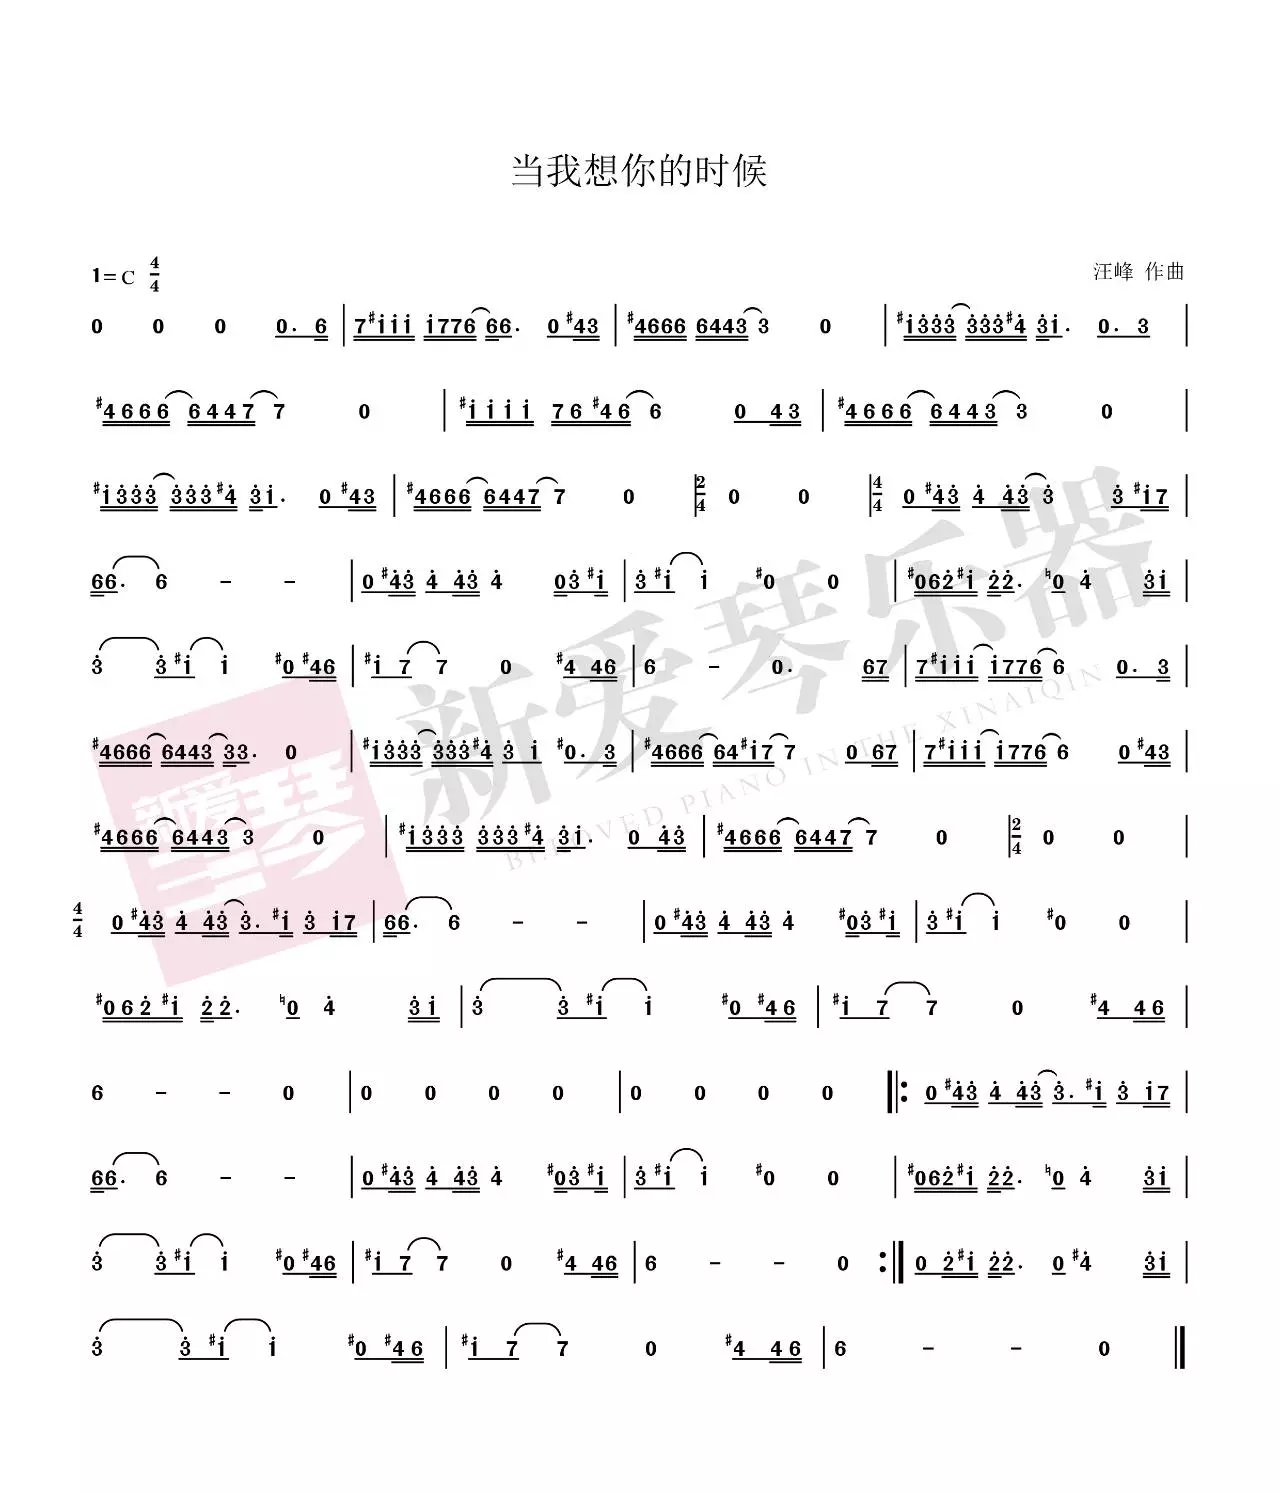 当我想你的时候
1=C 4/4 汪峰 作曲
0 0 0 0. 6 | 7#iii i776 66. 0 #43 | #4666 6443 3 0 | #i333 333#4 3i. 0. 3 |
#4666 6447 7 0 | #iiii 76 #46 6 0 43 | #4666 6443 3 0 |
#i333 333#4 3i. 0 #43 | #4666 6447 7 0 | 2/4 0 0 | 4/4 0 #43 4 43 3 3 #i7 |
66. 6 - - | 0 #43 4 43 4 03 #i | 3 #i i #0 0 | #062#i 22. ♮0 4 3i |
3 3 #i i #0 #46 | #i 7 7 0 #4 46 | 6 - 0. 67 | 7#iii i776 6 0. 3 |
#4666 6443 33. 0 | #i333 333#4 3 i #0. 3 | #4666 64#i7 7 0 67 | 7#iii i776 6 0 #43 |
#4666 6443 3 0 | #i333 333#4 3i. 0 43 | #4666 6447 7 0 | 2/4 0 0 |
4/4 0 #43 4 43 3. #i 3 i7 | 66. 6 - - | 0 #43 4 43 4 #03 #i | 3 #i i #0 0 |
#062 #i 22. ♮0 4 3i | 3 3 #i i #0 #46 | #i 7 7 0 #4 46 |
6 - - 0 | 0 0 0 0 | 0 0 0 0 |: 0 #43 4 43 3. #i 3 i7 |
66. 6 - - | 0 #43 4 43 4 #03 #i | 3 #i i #0 0 | #062#i 22. ♮0 4 3i |
3 3 #i i #0 #46 | #i 7 7 0 #4 46 | 6 - - 0 :| 0 2#i 22. 0 #4 3i |
3 3 #i i #0 #46 | #i 7 7 0 #4 46 | 6 - - 0 ‖
新爱琴乐器
BELOVED PIANO IN THE XINAIQIN
新爱琴